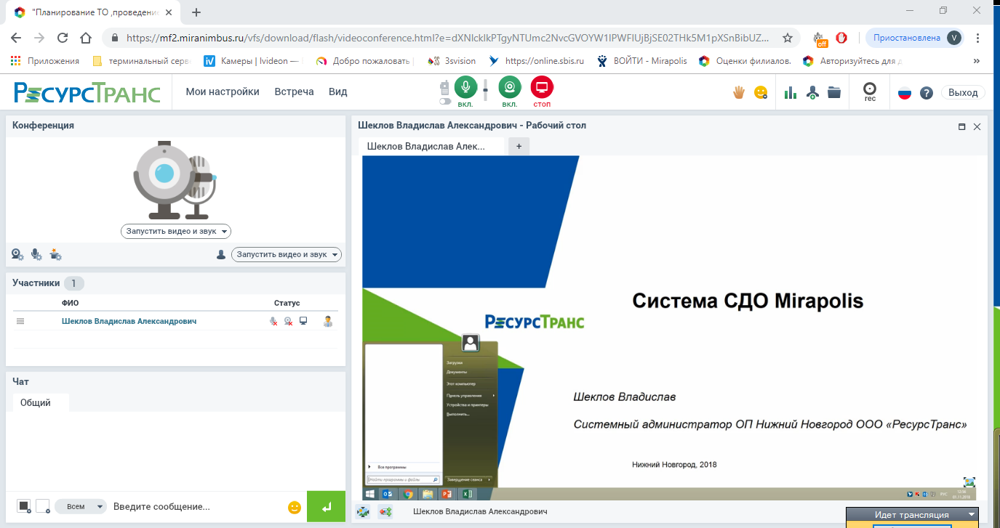 "Планирование ТО ,проведени
https://mf2.miranimbus.ru/vfs/download/flash/videoconference.html?e=dXNlcklkPTgyNTUmc2NvcGVOYW1lPWFlUjBjSE02THk5M1pXSnBibUZ...
off
Приостановлена
V
Приложения
терминальный серв
iV Камеры | Ivideon —
Добро пожаловать
3svision
https://online.sbis.ru
ВОЙТИ - Mirapolis
Оценки филиалов.
Авторизуйтесь для д
»
РесурсТранс
Мои настройки
Встреча
Вид
вкл.
вкл.
стоп
rec
?
Выход
Конференция
Запустить видео и звук
Запустить видео и звук
Участники 1
ФИО Статус
Шеклов Владислав Александрович
Чат
Общий
Всем
Введите сообщение...
Шеклов Владислав Александрович - Рабочий стол
Шеклов Владислав Алек...
+
Система СДО Mirapolis
РесурсТранс
Загрузки
Документы
Этот компьютер
Панель управления
Устройства и принтеры
Выполнить...
Все программы
Найти программы и файлы
Завершение сеанса
Шеклов Владислав
Системный администратор ОП Нижний Новгород ООО «РесурсТранс»
Нижний Новгород, 2018
РУС
Шеклов Владислав Александрович
Идет трансляция